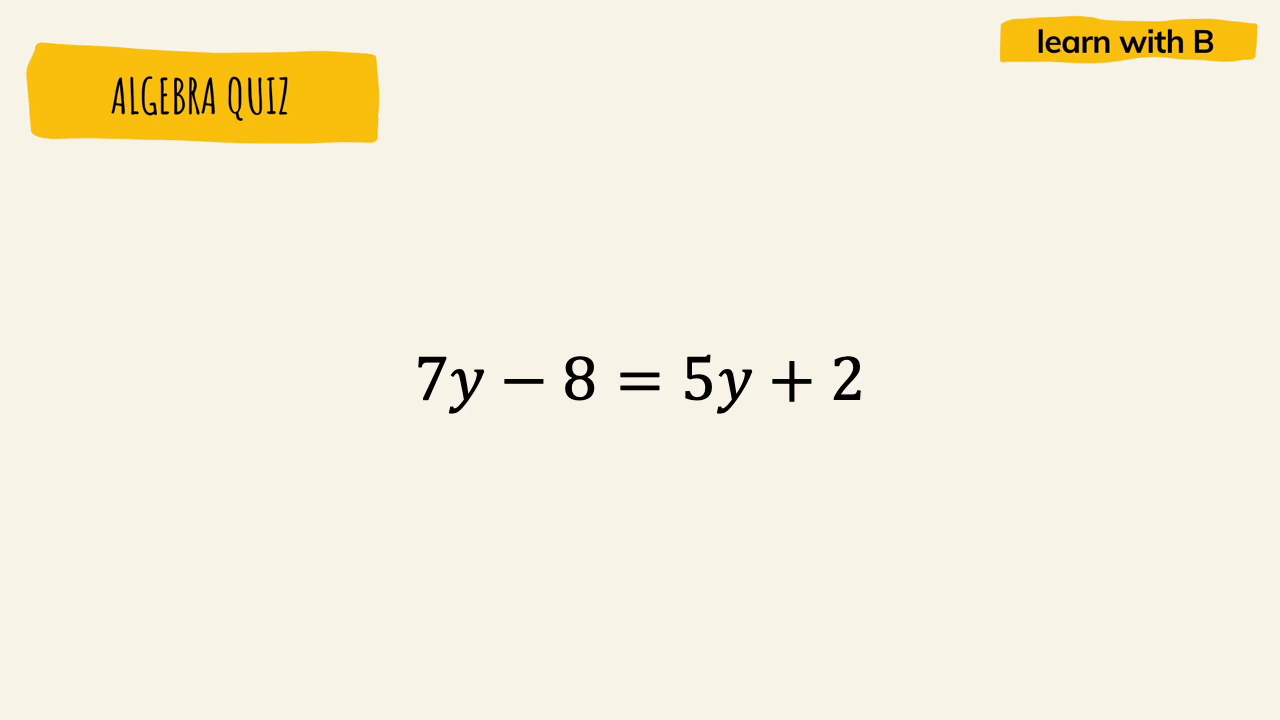 learn with B
ALGEBRA QUIZ
7y − 8 = 5y + 2